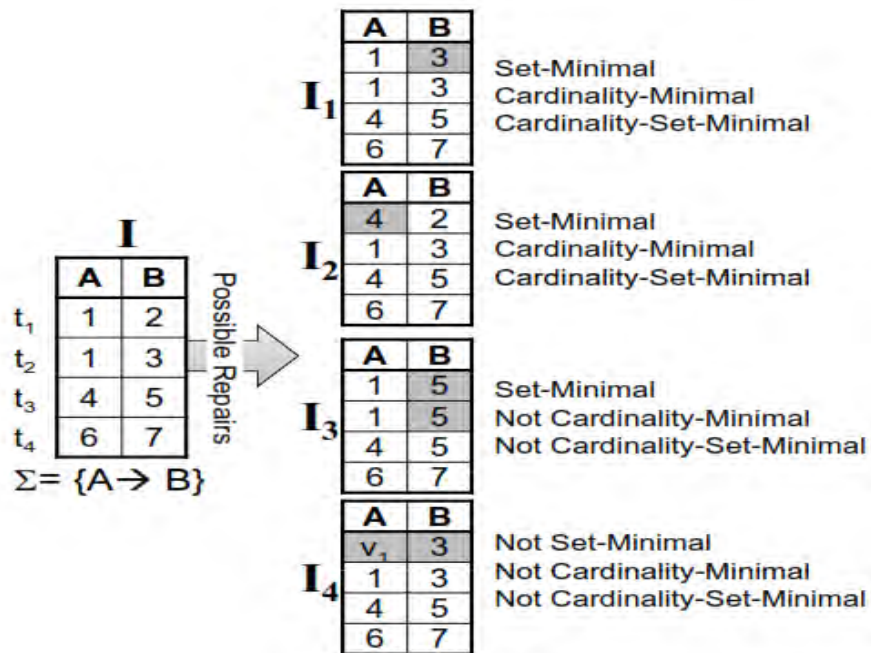 I
A B
t1 1 2
t2 1 3
t3 4 5
t4 6 7
Σ= {A→ B}
Possible Repairs
I1
A B
1 3
1 3
4 5
6 7
Set-Minimal
Cardinality-Minimal
Cardinality-Set-Minimal
I2
A B
4 2
1 3
4 5
6 7
Set-Minimal
Cardinality-Minimal
Cardinality-Set-Minimal
I3
A B
1 5
1 5
4 5
6 7
Set-Minimal
Not Cardinality-Minimal
Not Cardinality-Set-Minimal
I4
A B
v1 3
1 3
4 5
6 7
Not Set-Minimal
Not Cardinality-Minimal
Not Cardinality-Set-Minimal